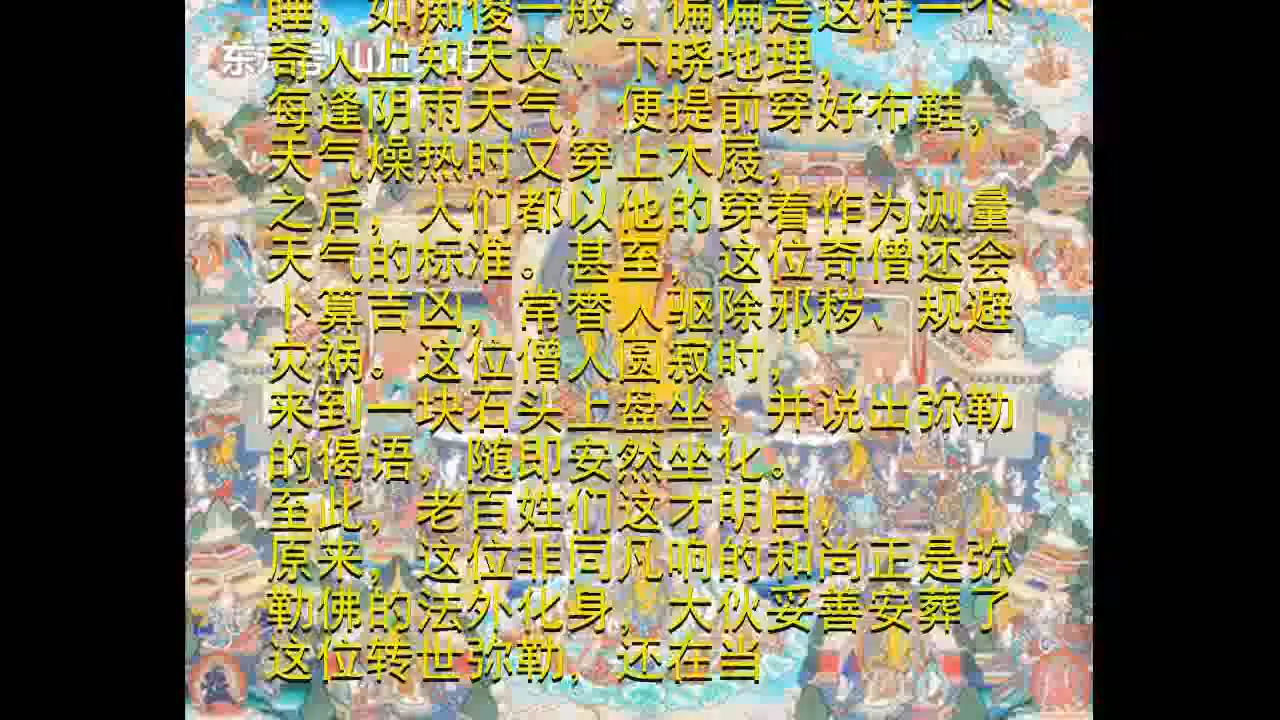 睡，如痴傻一般。偏偏是这样一个
奇人上知天文、下晓地理，
每逢阴雨天气，便提前穿好布鞋，
天气燥热时又穿上木屐，
之后，人们都以他的穿着作为测量
天气的标准。甚至，这位奇僧还会
卜算吉凶，常替人驱除邪秽、规避
灾祸。这位僧人圆寂时，
来到一块石头上盘坐，并说出弥勒
的偈语，随即安然坐化。
至此，老百姓们这才明白，
原来，这位非同凡响的和尚正是弥
勒佛的法外化身，大伙妥善安葬了
这位转世弥勒，还在当